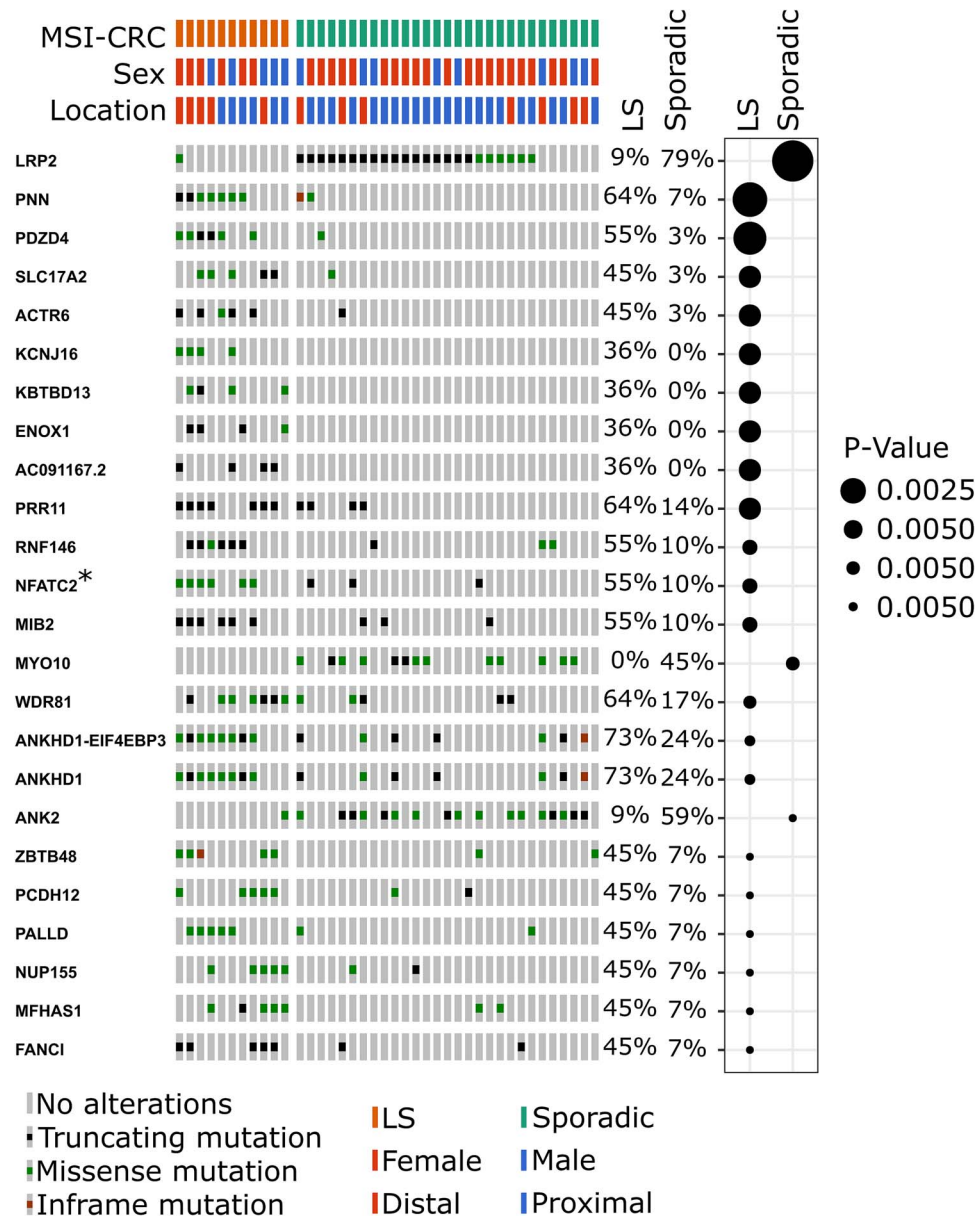 MSI-CRC
Sex
Location
LS
Sporadic
LS
Sporadic
LRP2 9% 79%
PNN 64% 7%
PDZD4 55% 3%
SLC17A2 45% 3%
ACTR6 45% 3%
KCNJ16 36% 0%
KBTBD13 36% 0%
ENOX1 36% 0%
AC091167.2 36% 0%
PRR11 64% 14%
RNF146 55% 10%
NFATC2* 55% 10%
MIB2 55% 10%
MYO10 0% 45%
WDR81 64% 17%
ANKHD1-EIF4EBP3 73% 24%
ANKHD1 73% 24%
ANK2 9% 59%
ZBTB48 45% 7%
PCDH12 45% 7%
PALLD 45% 7%
NUP155 45% 7%
MFHAS1 45% 7%
FANCI 45% 7%
P-Value
0.0025
0.0050
0.0050
0.0050
No alterations
Truncating mutation
Missense mutation
Inframe mutation
LS
Female
Distal
Sporadic
Male
Proximal